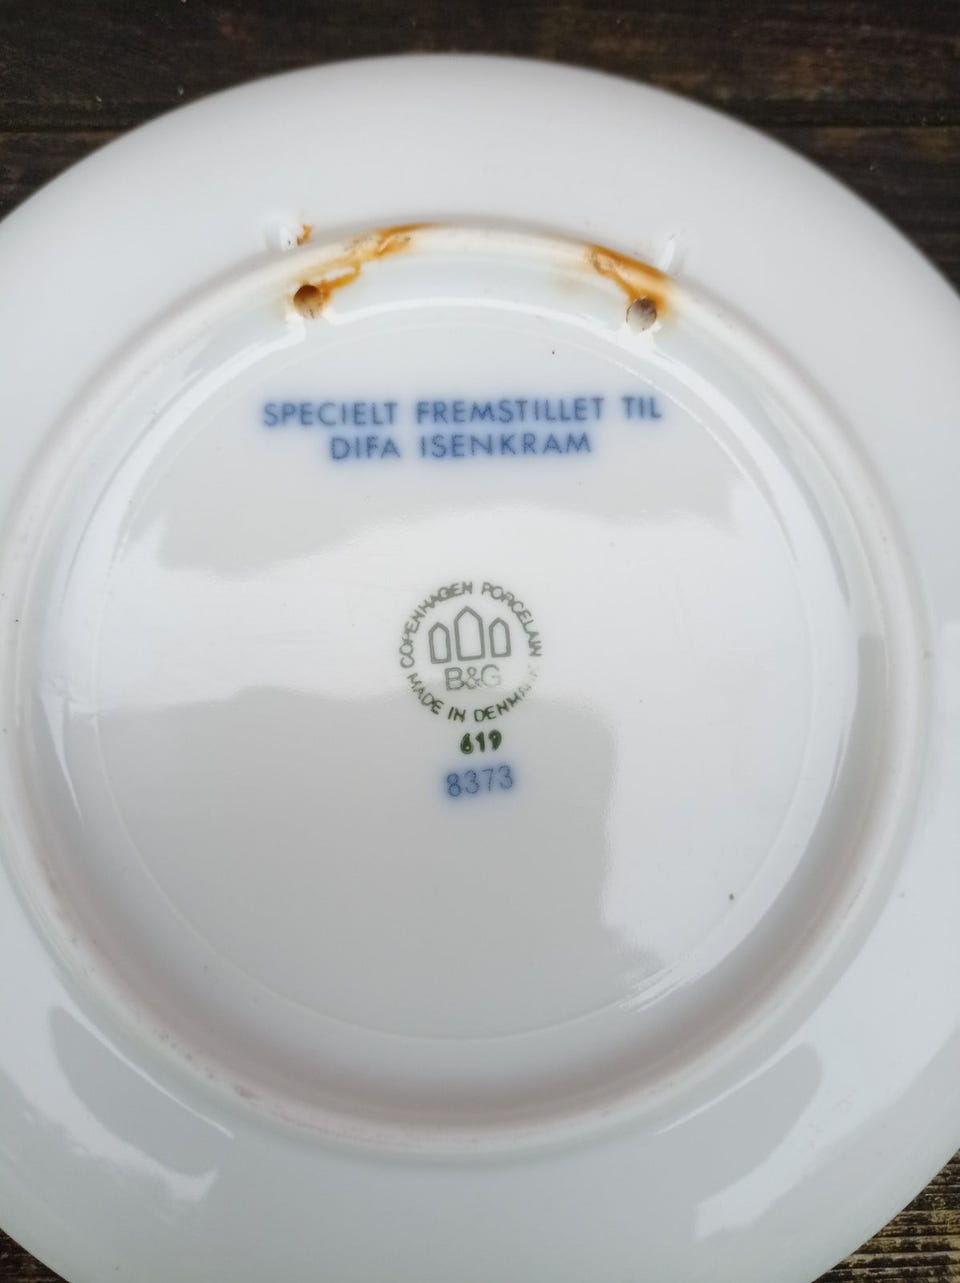 SPECIELT FREMSTILLET TIL
DIFA ISENKRAM
COPENHAGEN PORCELAIN
B&G
MADE IN DENMARK
619
8373